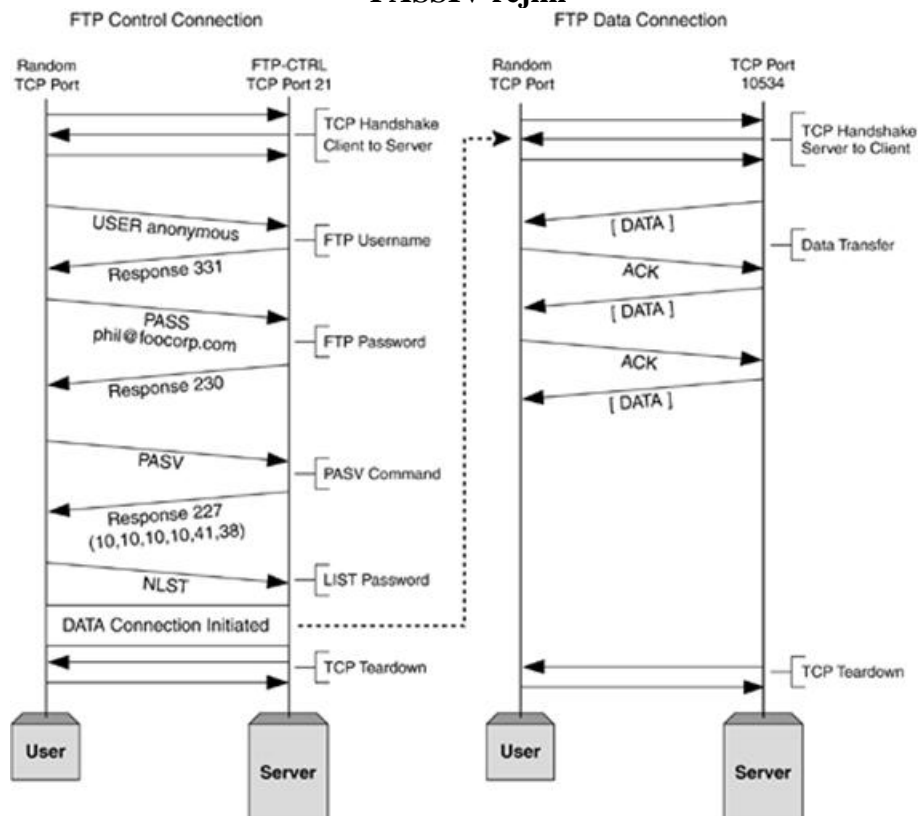 PASSIV rejim
FTP Control Connection
FTP Data Connection
Random
TCP Port
FTP-CTRL
TCP Port 21
TCP Handshake
Client to Server
USER anonymous
FTP Username
Response 331
PASS
phil@foocorp.com
FTP Password
Response 230
PASV
PASV Command
Response 227
(10,10,10,10,41,38)
NLST
LIST Password
DATA Connection Initiated
TCP Teardown
User
Server
Random
TCP Port
TCP Port
10534
TCP Handshake
Server to Client
[ DATA ]
Data Transfer
ACK
[ DATA ]
ACK
[ DATA ]
TCP Teardown
User
Server